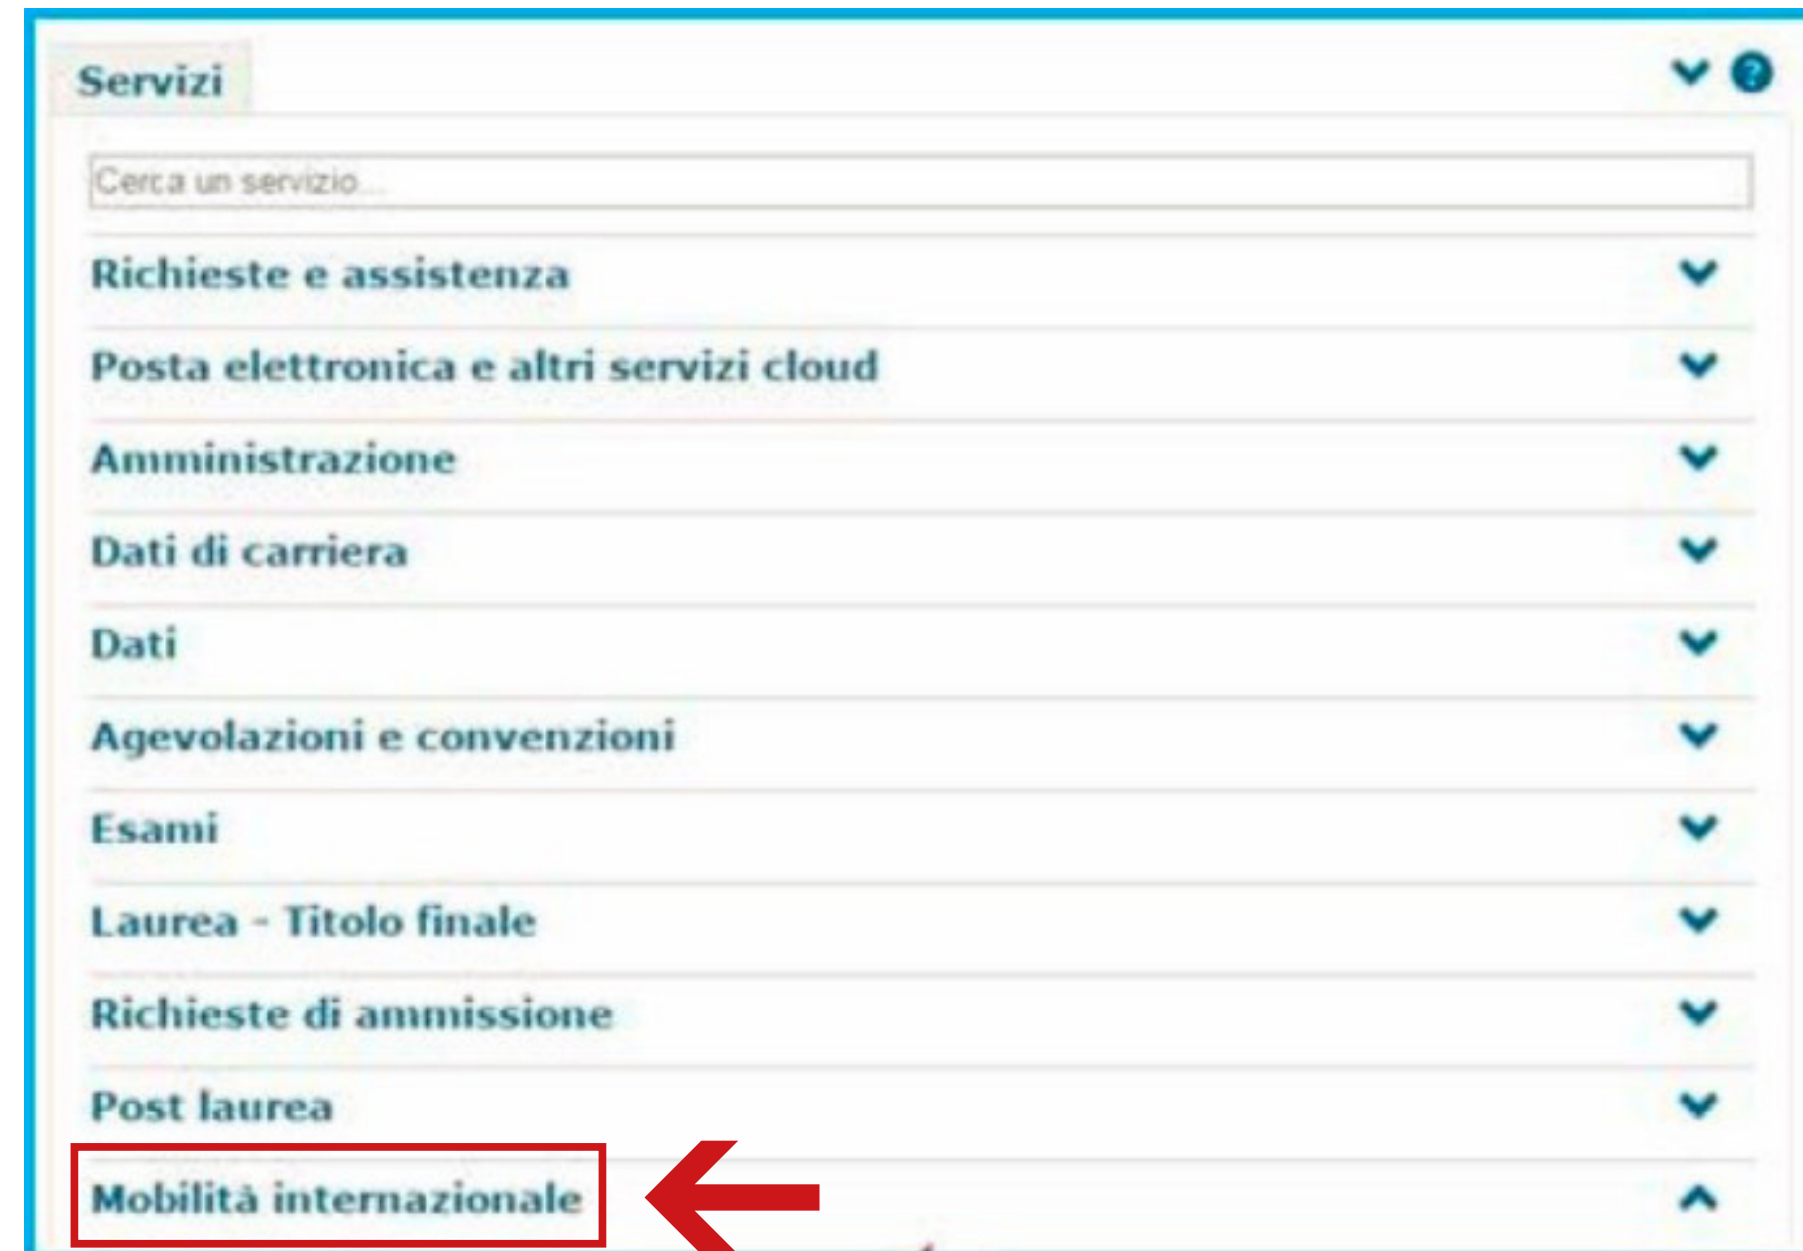 Servizi
Cerca un servizio...
Richieste e assistenza
Posta elettronica e altri servizi cloud
Amministrazione
Dati di carriera
Dati
Agevolazioni e convenzioni
Esami
Laurea - Titolo finale
Richieste di ammissione
Post laurea
Mobilità internazionale